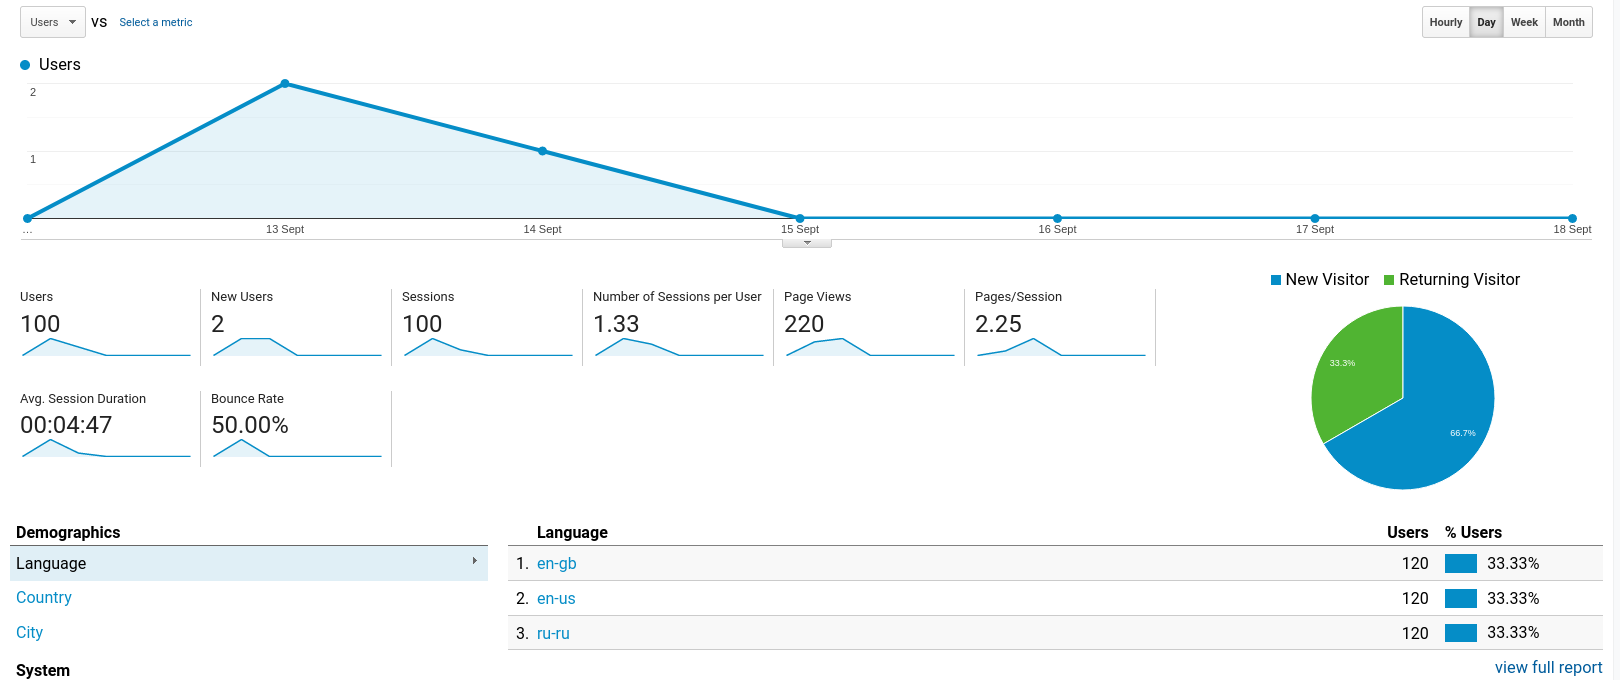 Users VS Select a metric Hourly Day Week Month
Users
2
1
... 13 Sept 14 Sept 15 Sept 16 Sept 17 Sept 18 Sept
New Visitor Returning Visitor
Users New Users Sessions Number of Sessions per User Page Views Pages/Session
100 2 100 1.33 220 2.25
33.3%
66.7%
Avg. Session Duration Bounce Rate
00:04:47 50.00%
Demographics Language Users % Users
Language 1. en-gb 120 33.33%
Country 2. en-us 120 33.33%
City 3. ru-ru 120 33.33%
System view full report